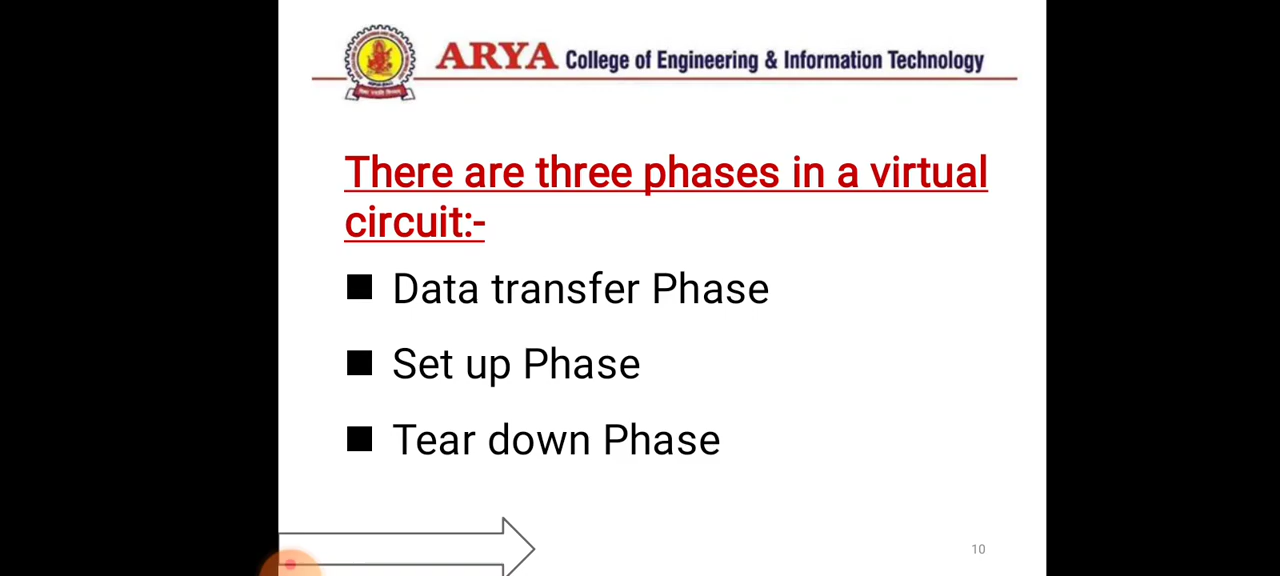 ARYA College of Engineering & Information Technology
There are three phases in a virtual
circuit:-
■ Data transfer Phase
■ Set up Phase
■ Tear down Phase
10